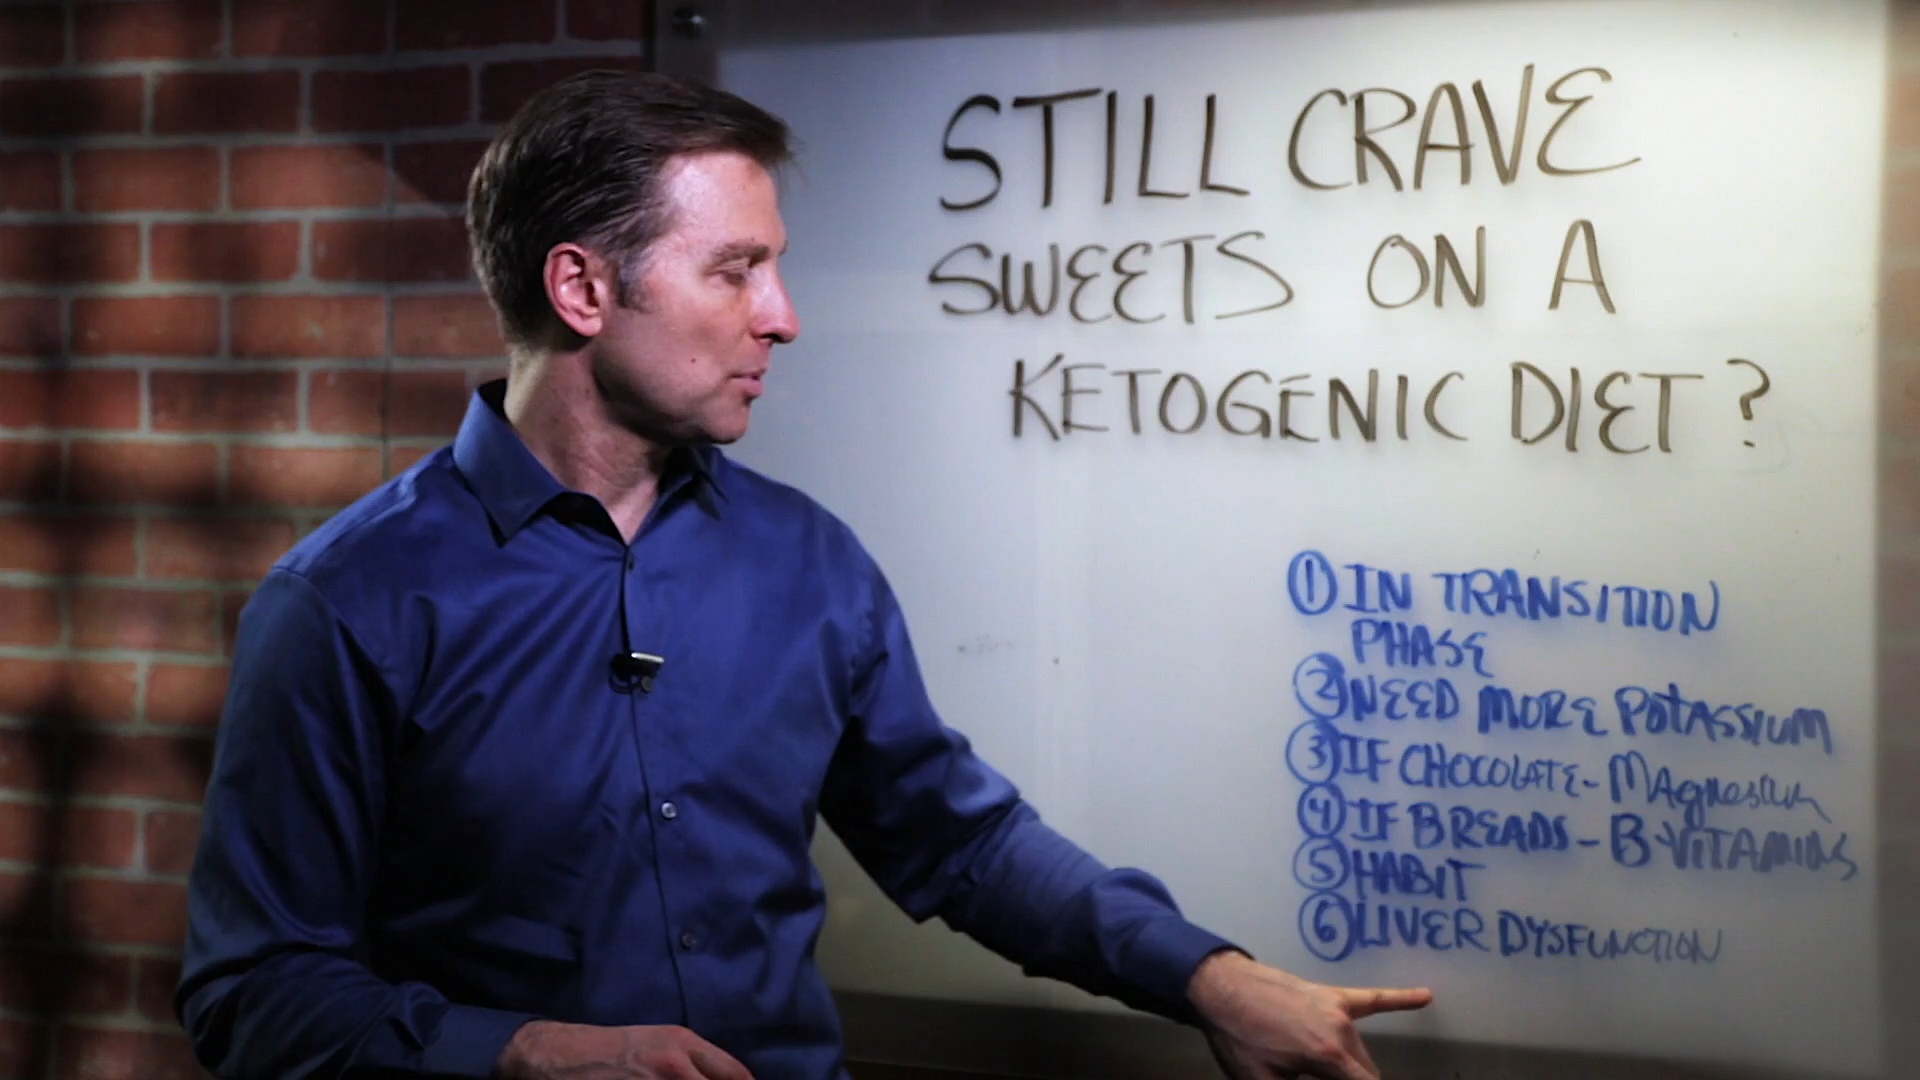 STILL CRAVE
SWEETS ON A
KETOGENIC DIET?
① IN TRANSITION
PHASE
② NEED MORE POTASSIUM
③ IF CHOCOLATE - MAgnesium
④ IF BREADS - B-VITAMINS
⑤ HABIT
⑥ LIVER DYSFUNCTION